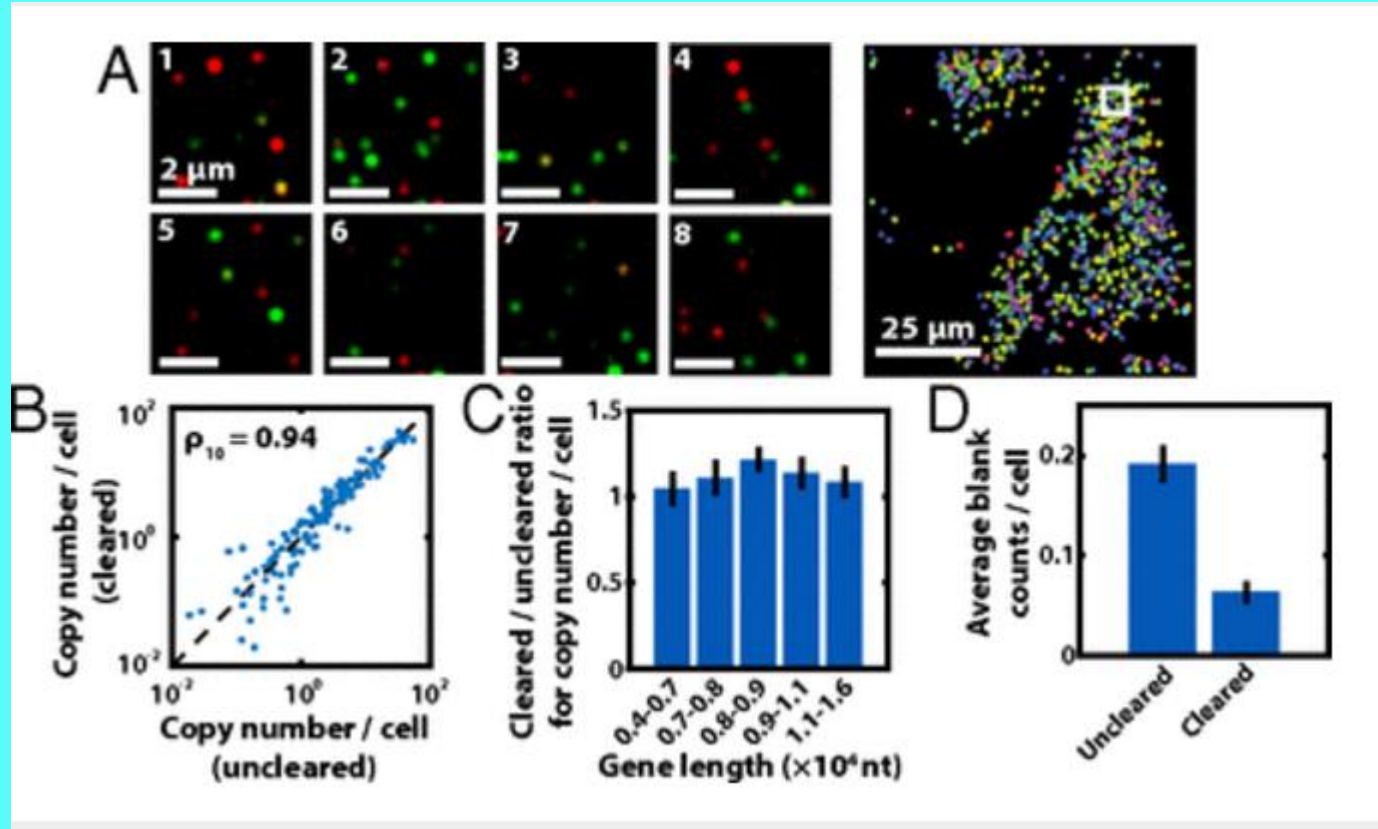 A
1
2
3
4
2 μm
25 μm
5
6
7
8
B
Copy number / cell
(cleared)
10²
10⁰
10⁻²
ρ₁₀ = 0.94
10⁻²
10⁰
10²
Copy number / cell
(uncleared)
C
Cleared / uncleared ratio
for copy number / cell
1.5
1
0.5
0
0.4-0.7
0.7-0.8
0.8-0.9
0.9-1.1
1.1-1.6
Gene length (×10⁴ nt)
D
Average blank
counts / cell
0.2
0.1
0
Uncleared
Cleared